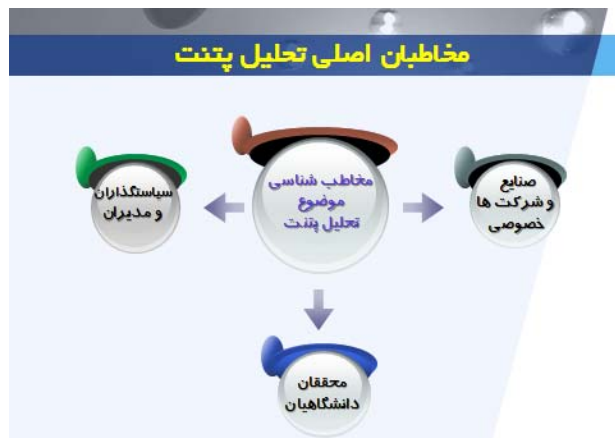 مخاطبان اصلی تحلیل پتنت
مخاطب شناسی
موضوع
تحلیل پتنت
صنایع
و شرکت ها
خصوصی
سیاستگذاران
و مدیران
محققان
دانشگاهیان